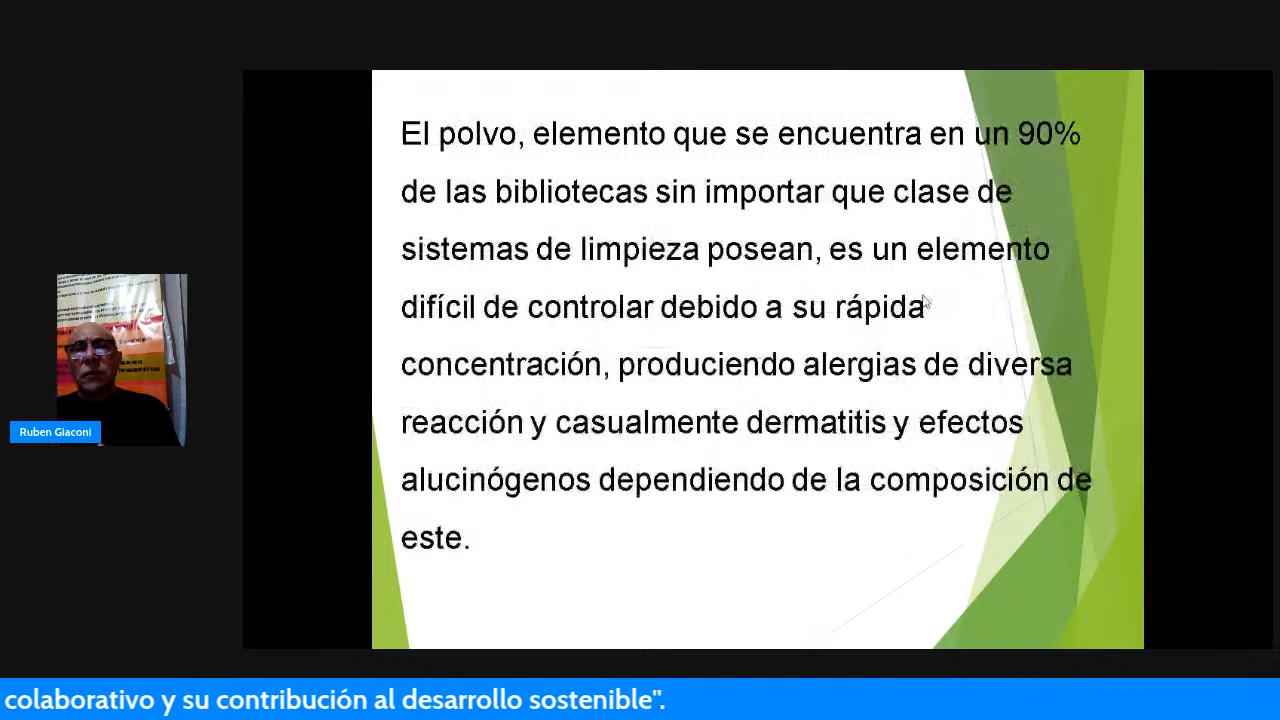 El polvo, elemento que se encuentra en un 90%
de las bibliotecas sin importar que clase de
sistemas de limpieza posean, es un elemento
difícil de controlar debido a su rápida
concentración, produciendo alergias de diversa
reacción y casualmente dermatitis y efectos
alucinógenos dependiendo de la composición de
este.
Ruben Giaconi
colaborativo y su contribución al desarrollo sostenible".